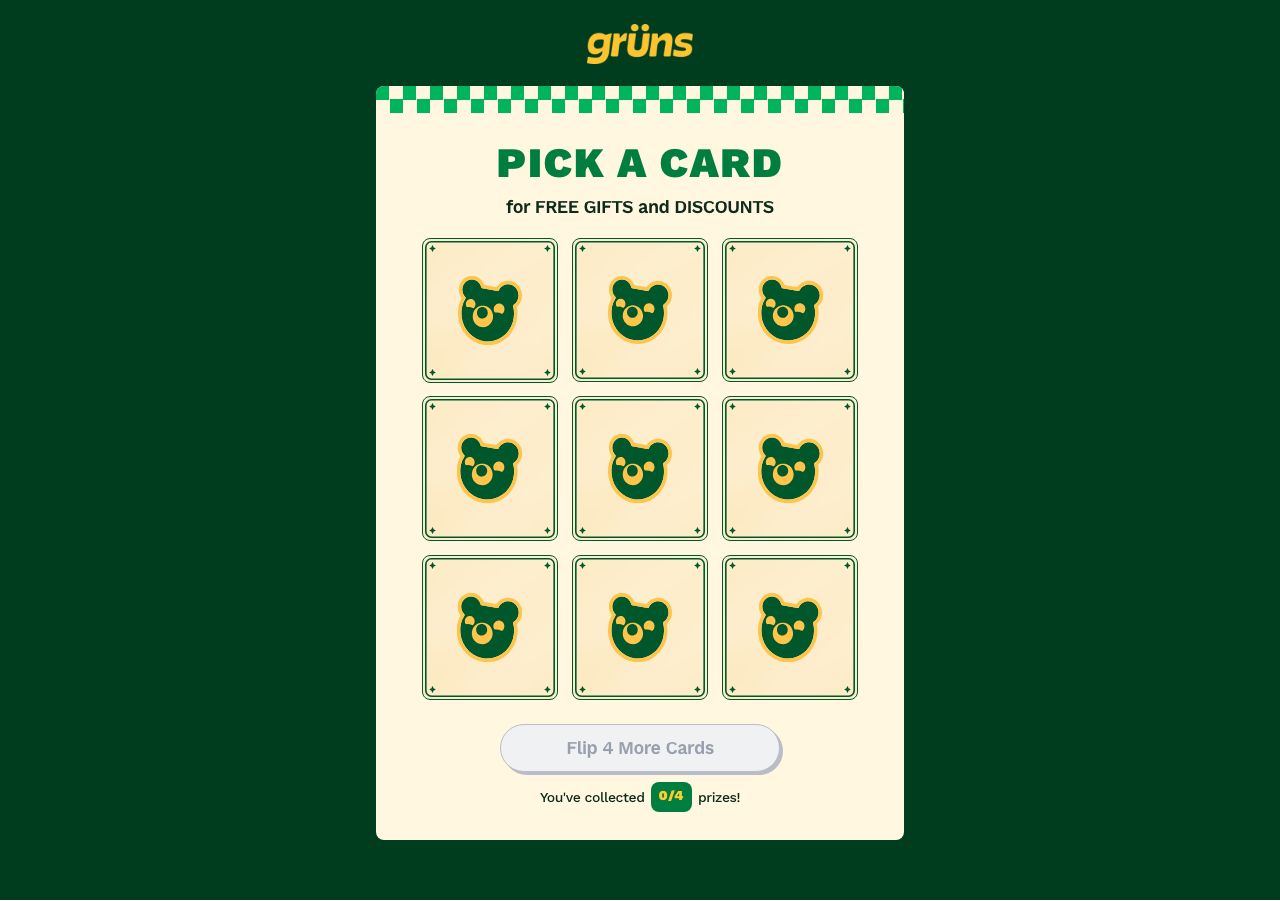 grüns
PICK A CARD
for FREE GIFTS and DISCOUNTS
Flip 4 More Cards
You've collected 0/4 prizes!